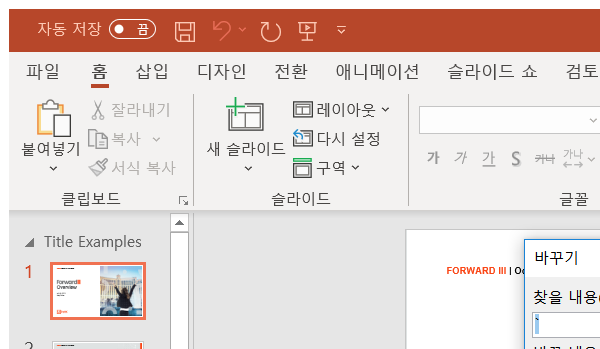 자동 저장 끔
파일 홈 삽입 디자인 전환 애니메이션 슬라이드 쇼 검토
붙여넣기
잘라내기
복사
서식 복사
클립보드
새 슬라이드
레이아웃
다시 설정
구역
슬라이드
가 가 가 S 가나 가나
글꼴
Title Examples
1
Forward III
Overview
2
FORWARD III |
바꾸기
찾을 내용